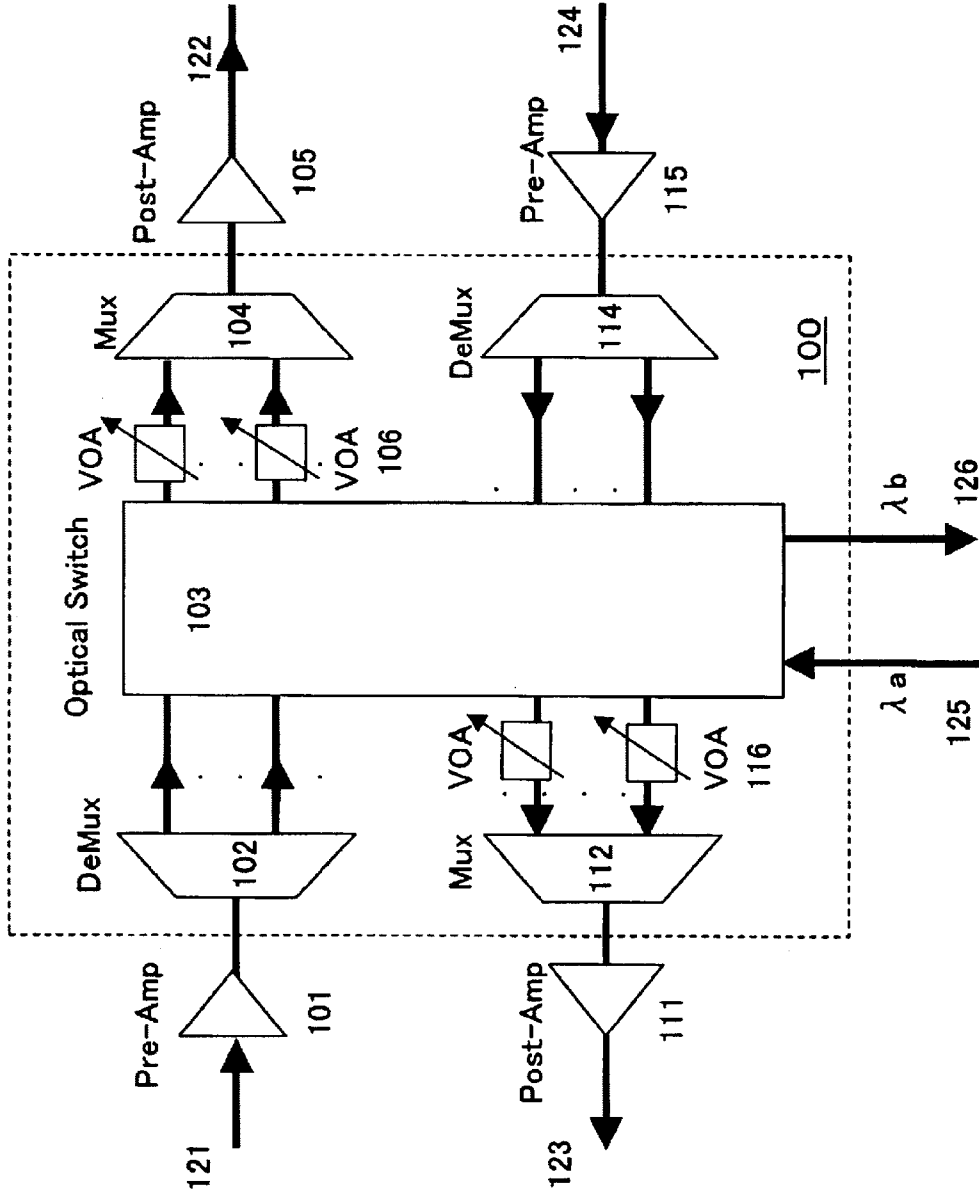 Optical Switch
DeMux
VOA
Mux
Pre-Amp
Post-Amp
121
103
122
102
104
101
VOA
105
106
Mux
VOA
DeMux
Post-Amp
Pre-Amp
123
124
112
114
111
VOA
115
116
100
λa
λb
125
126